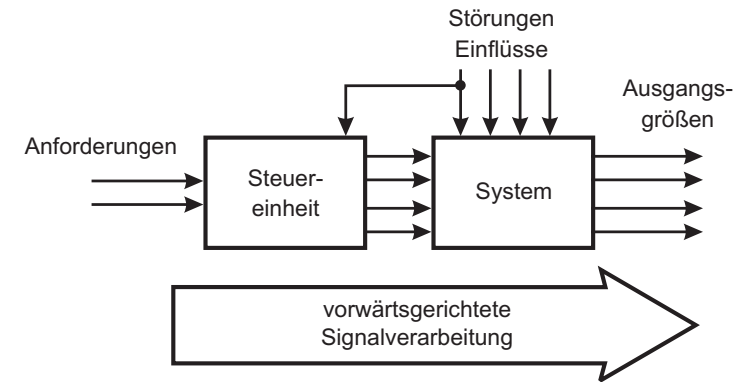 Störungen
Einflüsse
Ausgangs-
größen
Anforderungen
Steuer-
einheit
System
vorwärtsgerichtete
Signalverarbeitung